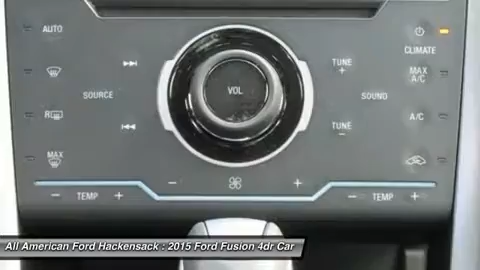 AUTO
CLIMATE
TUNE
+
MAX
A/C
SOURCE
VOL
SOUND
R
A/C
TUNE
−
MAX
− TEMP +
− +
− TEMP +
All American Ford Hackensack : 2015 Ford Fusion 4dr Car